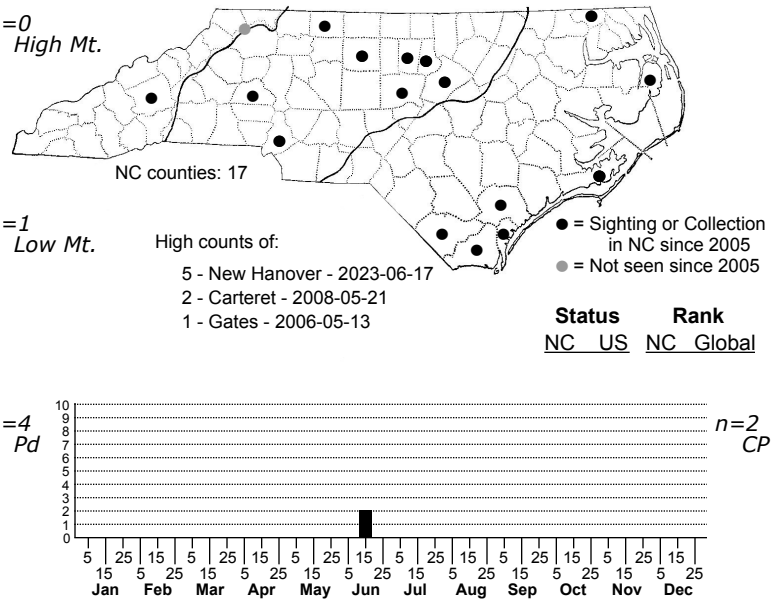 =0
High Mt.
NC counties: 17
=1
Low Mt.
High counts of:
5 - New Hanover - 2023-06-17
2 - Carteret - 2008-05-21
1 - Gates - 2006-05-13
● = Sighting or Collection
in NC since 2005
● = Not seen since 2005
Status Rank
NC US NC Global
=4
Pd
n=2
CP
10
9
8
7
6
5
4
3
2
1
0
5 25 15 5 25 15 5 25 15 5 25 15 5 25 15 5 25 15
15 5 25 15 5 25 15 5 25 15 5 25 15 5 25 15 5 25
Jan Feb Mar Apr May Jun Jul Aug Sep Oct Nov Dec